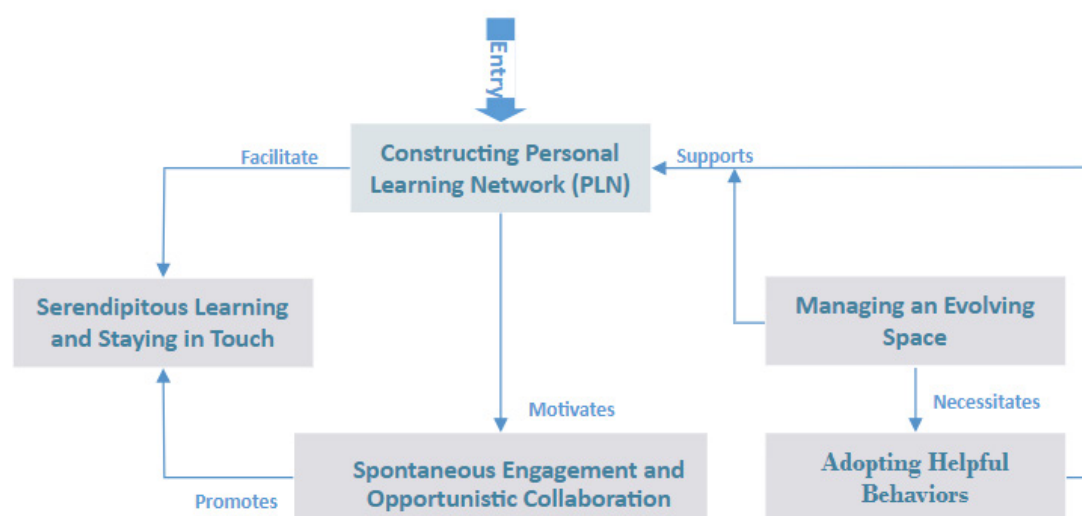 Entry
Facilitate
Constructing Personal
Learning Network (PLN)
Supports
Serendipitous Learning
and Staying in Touch
Managing an Evolving
Space
Motivates
Necessitates
Promotes
Spontaneous Engagement and
Opportunistic Collaboration
Adopting Helpful
Behaviors